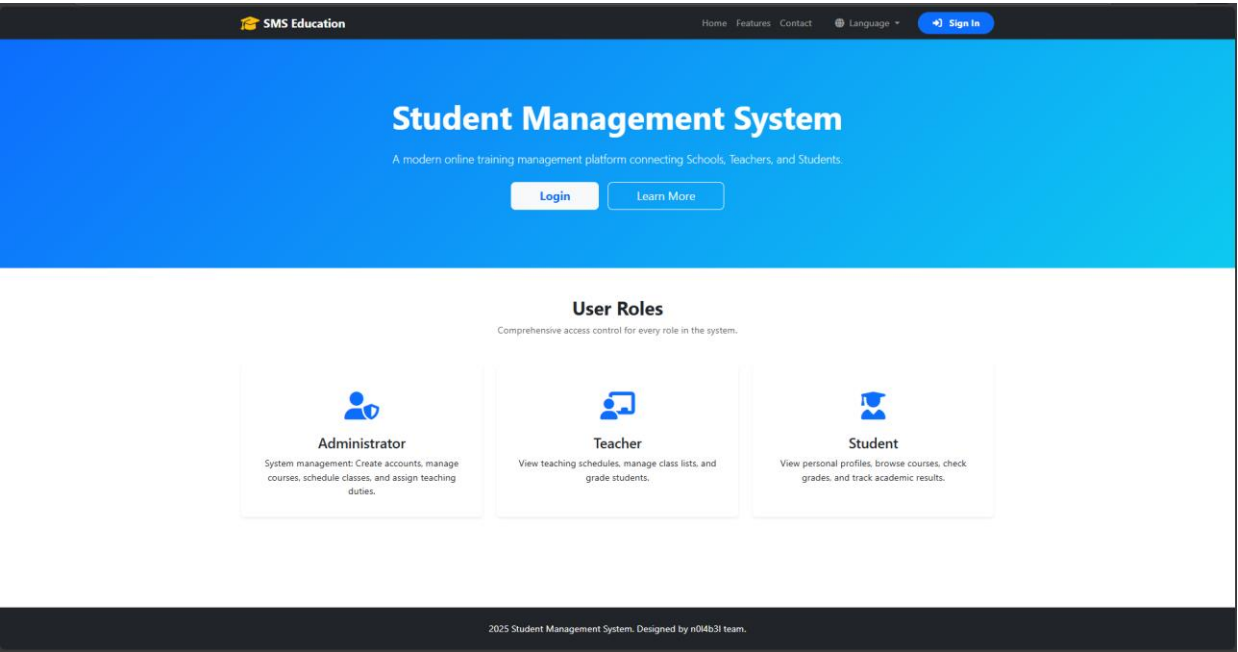 SMS Education
Home Features Contact Language Sign In
Student Management System
A modern online training management platform connecting Schools, Teachers, and Students.
Login
Learn More
User Roles
Comprehensive access control for every role in the system.
Administrator
System management: Create accounts, manage
courses, schedule classes, and assign teaching
duties.
Teacher
View teaching schedules, manage class lists, and
grade students.
Student
View personal profiles, browse courses, check
grades, and track academic results.
2025 Student Management System. Designed by n0l4b3l team.